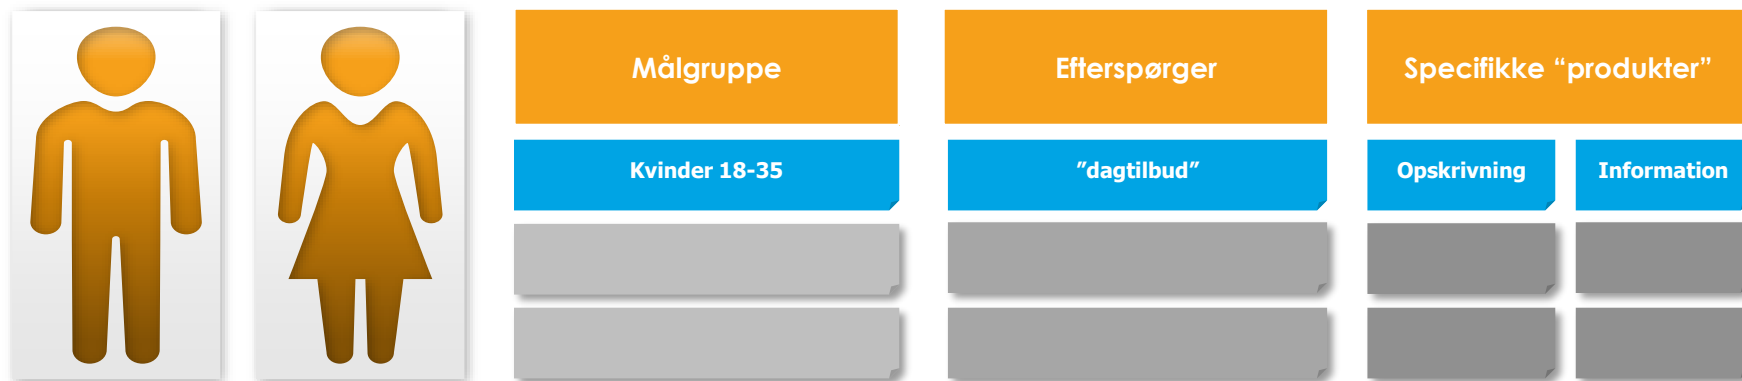 Målgruppe
Efterspørger
Specifikke “produkter”
Kvinder 18-35
”dagtilbud”
Opskrivning
Information